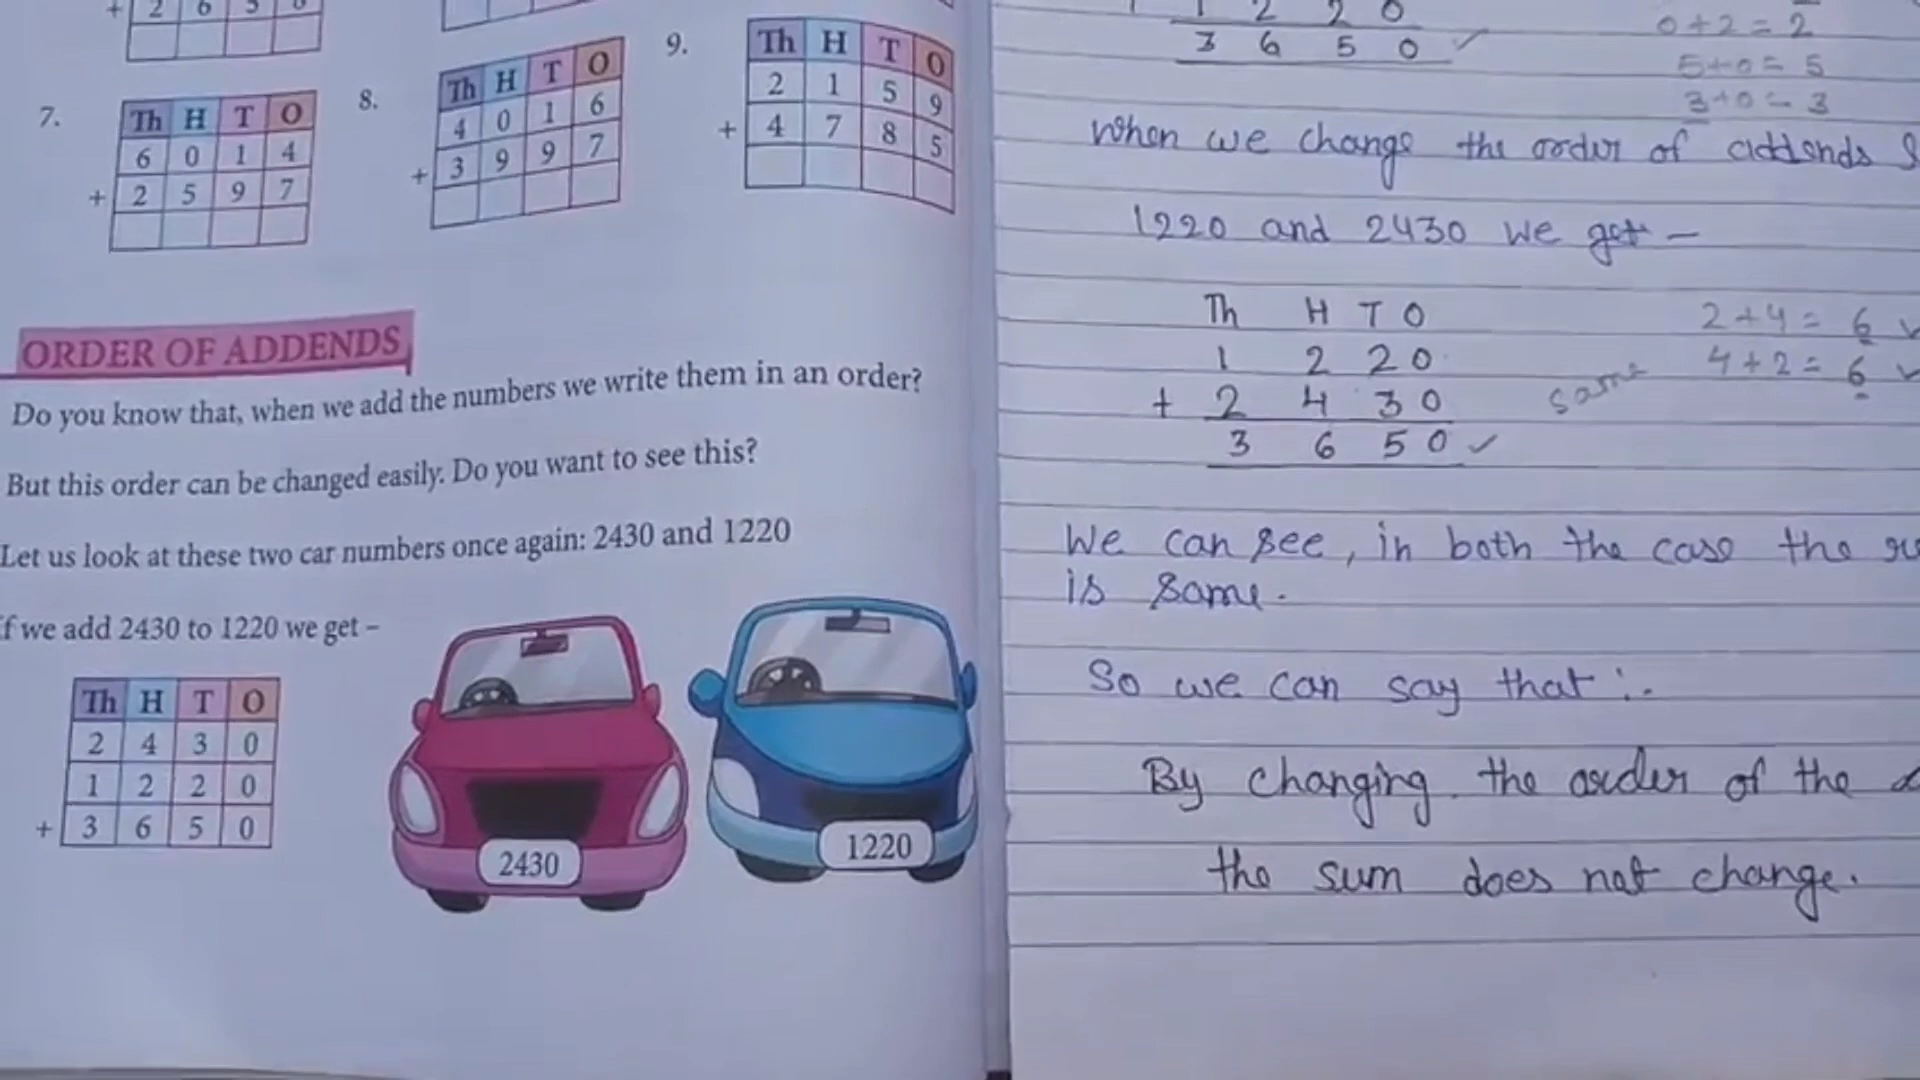 + 2 6 5 0
7.
Th H T O
6 0 1 4
+ 2 5 9 7
8.
Th H T O
4 0 1 6
+ 3 9 9 7
9.
Th H T O
2 1 5 9
+ 4 7 8 5
ORDER OF ADDENDS
Do you know that, when we add the numbers we write them in an order?
But this order can be changed easily. Do you want to see this?
Let us look at these two car numbers once again: 2430 and 1220
f we add 2430 to 1220 we get –
Th H T O
2 4 3 0
1 2 2 0
+ 3 6 5 0
2430
1220
1 2 2 0
3 6 5 0 ✓
0+2=2
5+0=5
3+0=3
When we change the order of addends
1220 and 2430 we get –
Th H T O
1 2 2 0
+ 2 4 3 0
3 6 5 0 ✓
2+4=6
4+2=6
same
We can see, in both the case the
is same.
So we can say that :-
By changing the order of the
the sum does not change.